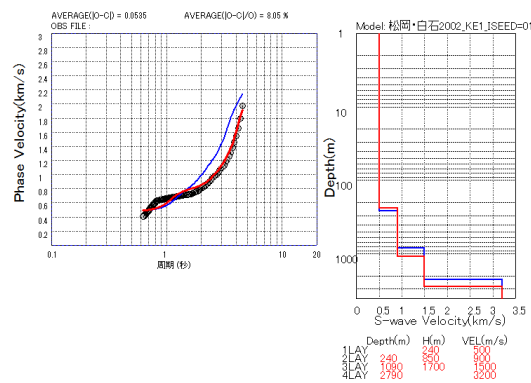 AVERAGE(|O-C|) = 0.0535 AVERAGE(|O-C|/O) = 8.05 %
OBS FILE :
Phase Velocity(km/s)
3
2.8
2.6
2.4
2.2
2
1.8
1.6
1.4
1.2
1
0.8
0.6
0.4
0.2
0.1 1 10 20
周期 (秒)
Model: 松岡・白石2002_KE1_ISEED=01
Depth(m)
1
10
100
1000
0 0.5 1 1.5 2 2.5 3 3.5
S-wave Velocity(km/s)
Depth(m) H(m) VEL(m/s)
1LAY 240 500
2LAY 240 850 900
3LAY 1090 1700 1500
4LAY 2790 3200